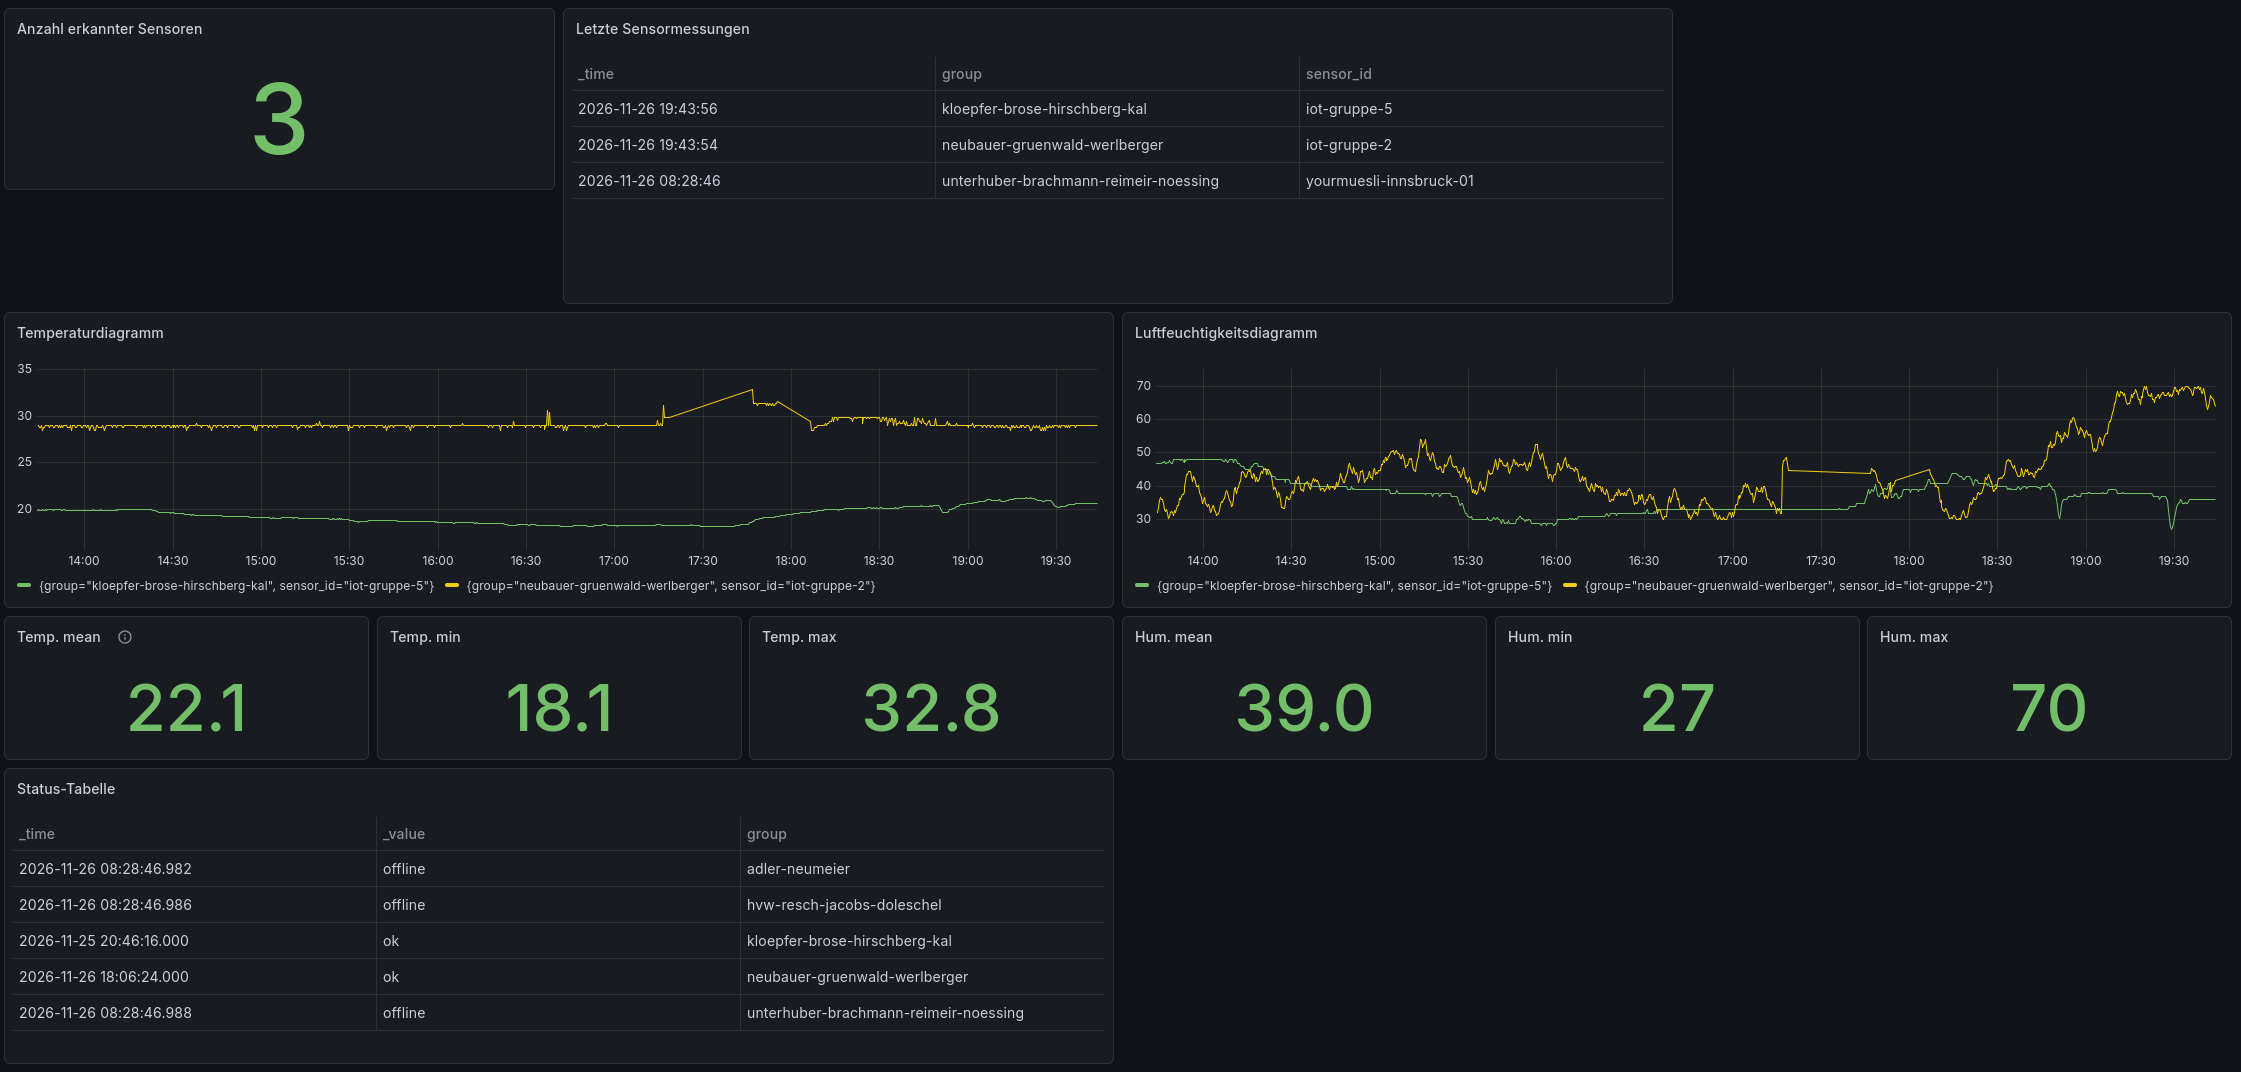 Anzahl erkannter Sensoren
3
Letzte Sensormessungen
_time group sensor_id
2026-11-26 19:43:56 kloepfer-brose-hirschberg-kal iot-gruppe-5
2026-11-26 19:43:54 neubauer-gruenwald-werlberger iot-gruppe-2
2026-11-26 08:28:46 unterhuber-brachmann-reimeir-noessing yourmuesli-innsbruck-01
Temperaturdiagramm
35
30
25
20
14:00 14:30 15:00 15:30 16:00 16:30 17:00 17:30 18:00 18:30 19:00 19:30
{group="kloepfer-brose-hirschberg-kal", sensor_id="iot-gruppe-5"} {group="neubauer-gruenwald-werlberger", sensor_id="iot-gruppe-2"}
Luftfeuchtigkeitsdiagramm
70
60
50
40
30
14:00 14:30 15:00 15:30 16:00 16:30 17:00 17:30 18:00 18:30 19:00 19:30
{group="kloepfer-brose-hirschberg-kal", sensor_id="iot-gruppe-5"} {group="neubauer-gruenwald-werlberger", sensor_id="iot-gruppe-2"}
Temp. mean
22.1
Temp. min
18.1
Temp. max
32.8
Hum. mean
39.0
Hum. min
27
Hum. max
70
Status-Tabelle
_time _value group
2026-11-26 08:28:46.982 offline adler-neumeier
2026-11-26 08:28:46.986 offline hvw-resch-jacobs-doleschel
2026-11-25 20:46:16.000 ok kloepfer-brose-hirschberg-kal
2026-11-26 18:06:24.000 ok neubauer-gruenwald-werlberger
2026-11-26 08:28:46.988 offline unterhuber-brachmann-reimeir-noessing